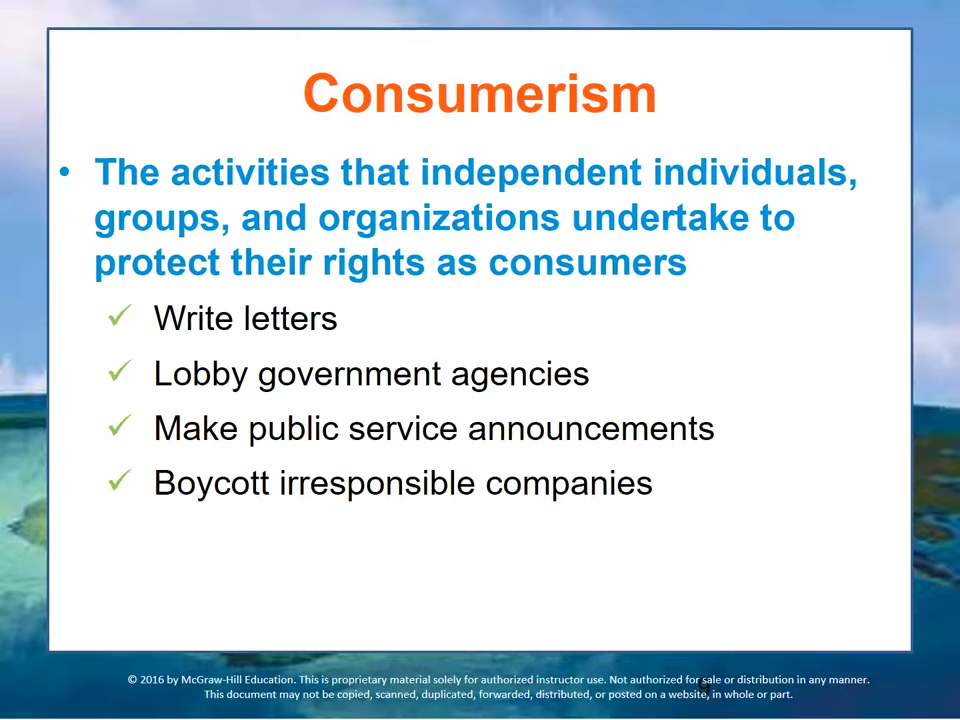 Consumerism
• The activities that independent individuals,
groups, and organizations undertake to
protect their rights as consumers
✓ Write letters
✓ Lobby government agencies
✓ Make public service announcements
✓ Boycott irresponsible companies
© 2016 by McGraw-Hill Education. This is proprietary material solely for authorized instructor use. Not authorized for sale or distribution in any manner.
This document may not be copied, scanned, duplicated, forwarded, distributed, or posted on a website, in whole or part.